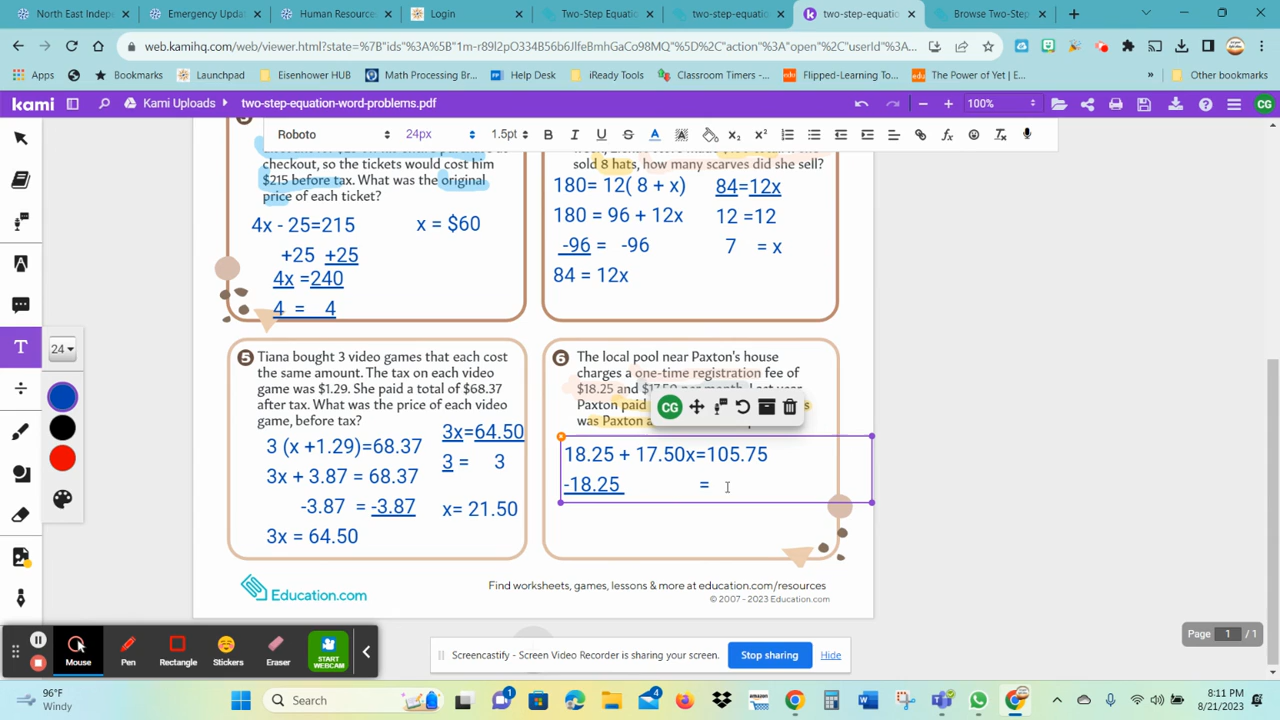 North East Independ
Emergency Updat
Human Resources
Login
Two-Step Equatio
two-step-equatio
two-step-equatio
Browse Two-Step
web.kamihq.com/web/viewer.html?state=%7B"ids"%3A%5B"1m-r89l2pO334B56b6JlfeBmhGaCo98MQ"%5D%2C"action"%3A"open"%2C"userId"%...
Apps
Bookmarks
Launchpad
Eisenhower HUB
Math Processing Br...
Help Desk
iReady Tools
Classroom Timers -...
Flipped-Learning To...
The Power of Yet | E...
Other bookmarks
kami
Kami Uploads
two-step-equation-word-problems.pdf
100%
CG
Roboto
24px
1.5pt
checkout, so the tickets would cost him
$215 before tax. What was the original
price of each ticket?
4x - 25=215
+25 +25
4x =240
4 = 4
x = $60
sold 8 hats, how many scarves did she sell?
180= 12( 8 + x)
180 = 96 + 12x
-96 = -96
84 = 12x
84=12x
12 =12
7 = x
24
5 Tiana bought 3 video games that each cost
the same amount. The tax on each video
game was $1.29. She paid a total of $68.37
after tax. What was the price of each video
game, before tax?
3 (x +1.29)=68.37
3x + 3.87 = 68.37
-3.87 = -3.87
3x = 64.50
3x=64.50
3 = 3
x= 21.50
6 The local pool near Paxton's house
charges a one-time registration fee of
$18.25 and $17.50 per month. Last year
Paxton paid
was Paxton a
CG
18.25 + 17.50x=105.75
-18.25 =
Education.com
Find worksheets, games, lessons & more at education.com/resources
© 2007 - 2023 Education.com
Page 1 / 1
Mouse
Pen
Rectangle
Stickers
Eraser
START
WEBCAM
Screencastify - Screen Video Recorder is sharing your screen.
Stop sharing
Hide
96°F
Windy
Search
1
4
8:11 PM
8/21/2023